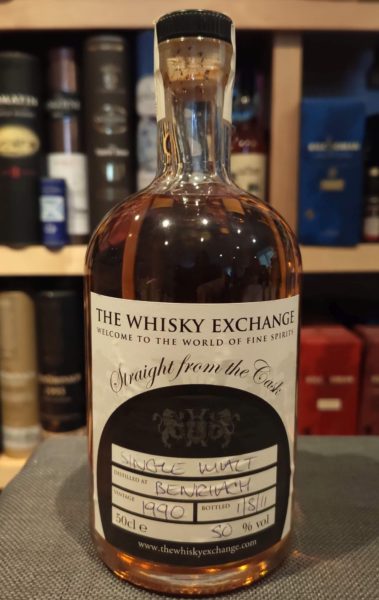 THE WHISKY EXCHANGE
WELCOME TO THE WORLD OF FINE SPIRITS
Straight from the Cask
SINGLE MALT
DISTILLED AT BENRIACH
VINTAGE 1990 BOTTLED 1/8/11
50cl e 50 % vol
www.thewhiskyexchange.com